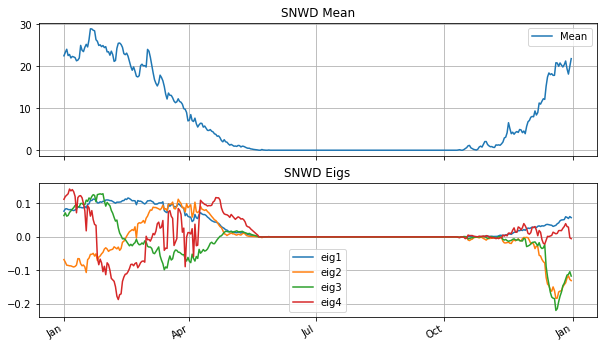 SNWD Mean
30
20
10
0
Mean
SNWD Eigs
0.1
0.0
−0.1
−0.2
eig1
eig2
eig3
eig4
Jan
Apr
Jul
Oct
Jan